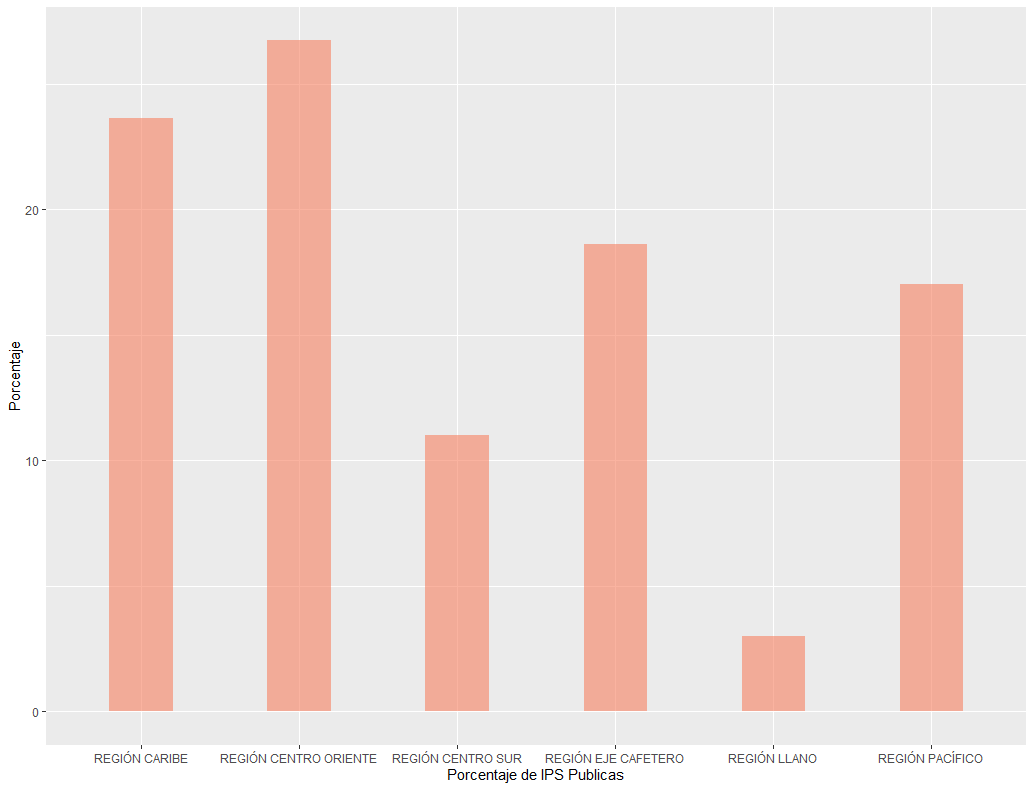 Porcentaje
20
10
0
REGIÓN CARIBE
REGIÓN CENTRO ORIENTE
REGIÓN CENTRO SUR
REGIÓN EJE CAFETERO
REGIÓN LLANO
REGIÓN PACÍFICO
Porcentaje de IPS Publicas